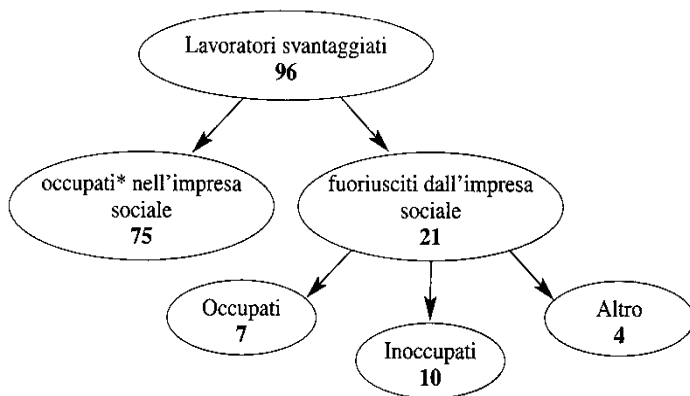 Lavoratori svantaggiati
96
occupati* nell'impresa
sociale
75
fuoriusciti dall'impresa
sociale
21
Occupati
7
Inoccupati
10
Altro
4